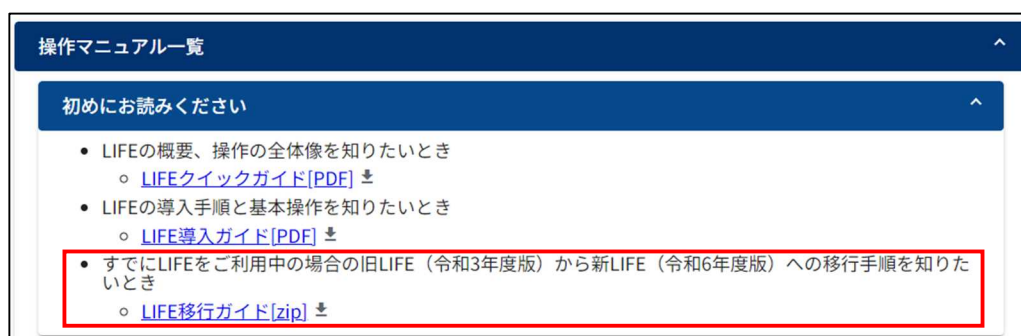 操作マニュアル一覧
初めにお読みください
LIFEの概要、操作の全体像を知りたいとき
LIFEクイックガイド[PDF]
LIFEの導入手順と基本操作を知りたいとき
LIFE導入ガイド[PDF]
すでにLIFEをご利用中の場合の旧LIFE（令和3年度版）から新LIFE（令和6年度版）への移行手順を知りた
いとき
LIFE移行ガイド[zip]